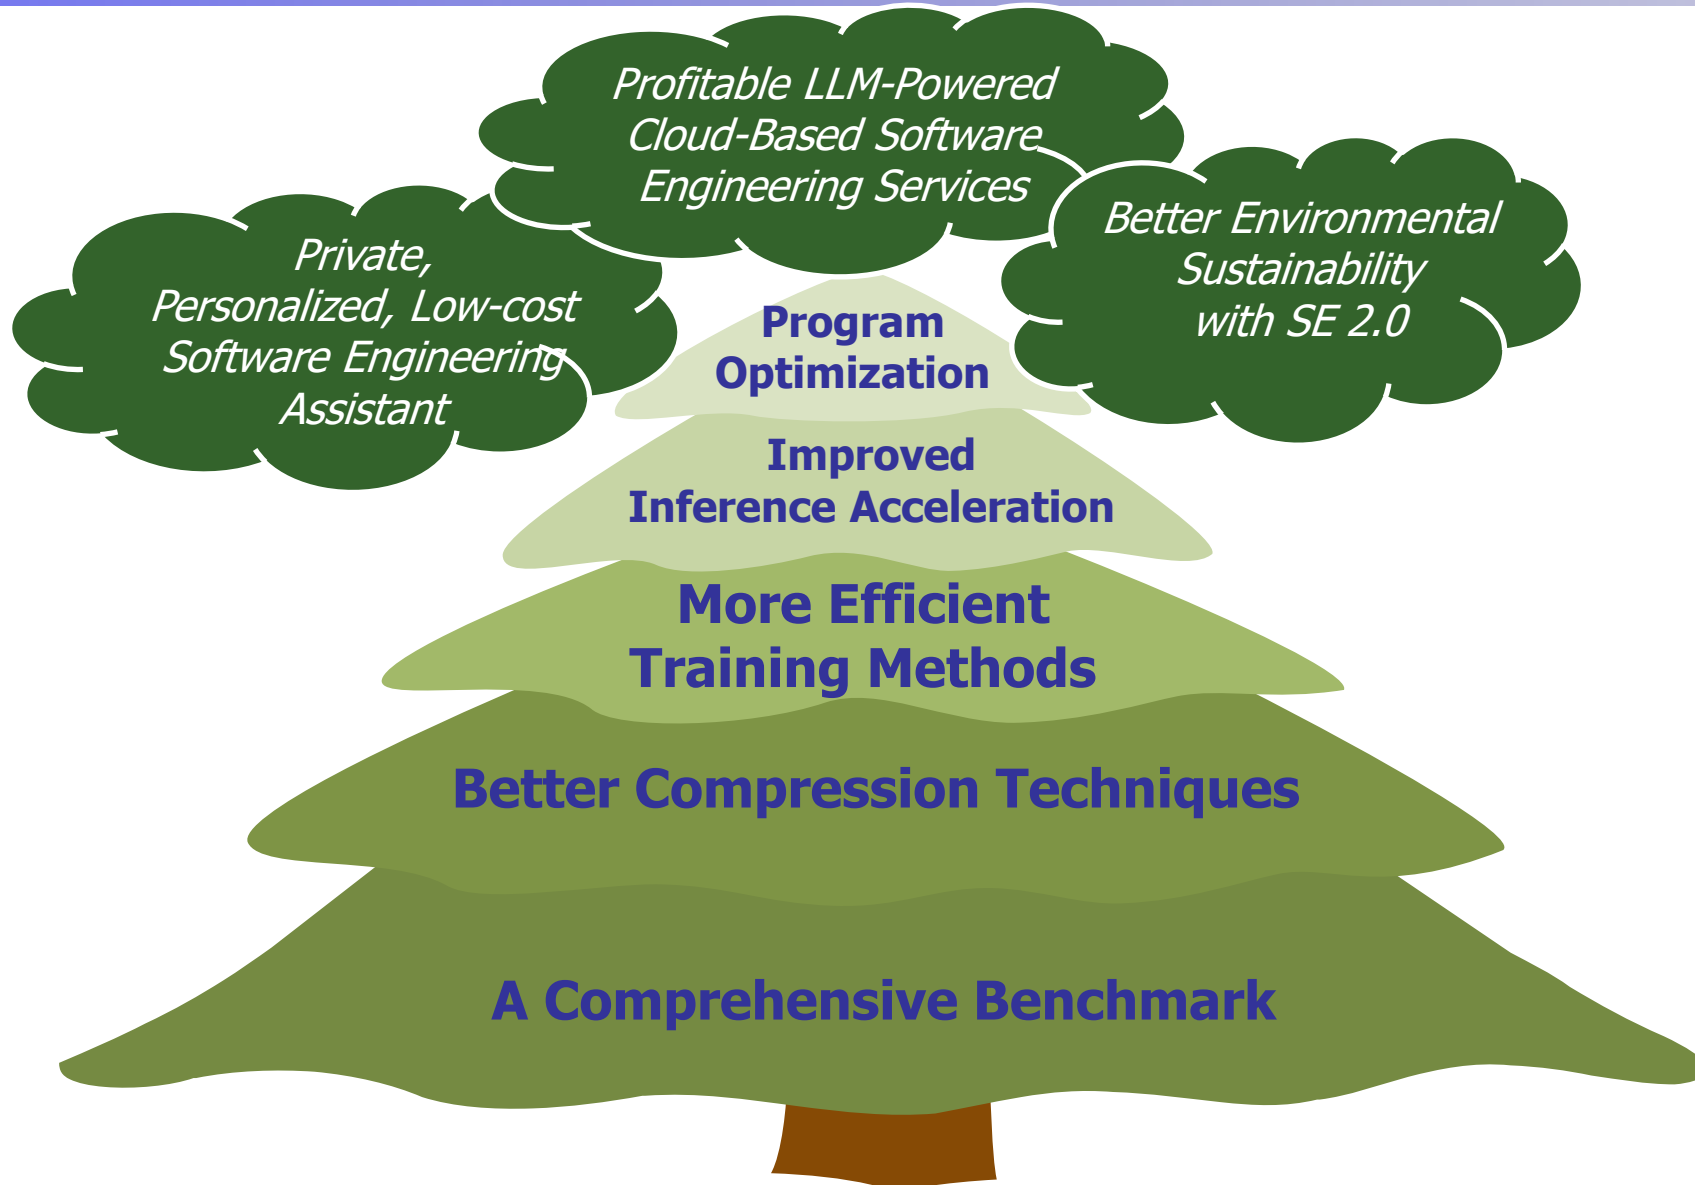 Profitable LLM-Powered
Cloud-Based Software
Engineering Services
Private,
Personalized, Low-cost
Software Engineering
Assistant
Better Environmental
Sustainability
with SE 2.0
Program
Optimization
Improved
Inference Acceleration
More Efficient
Training Methods
Better Compression Techniques
A Comprehensive Benchmark